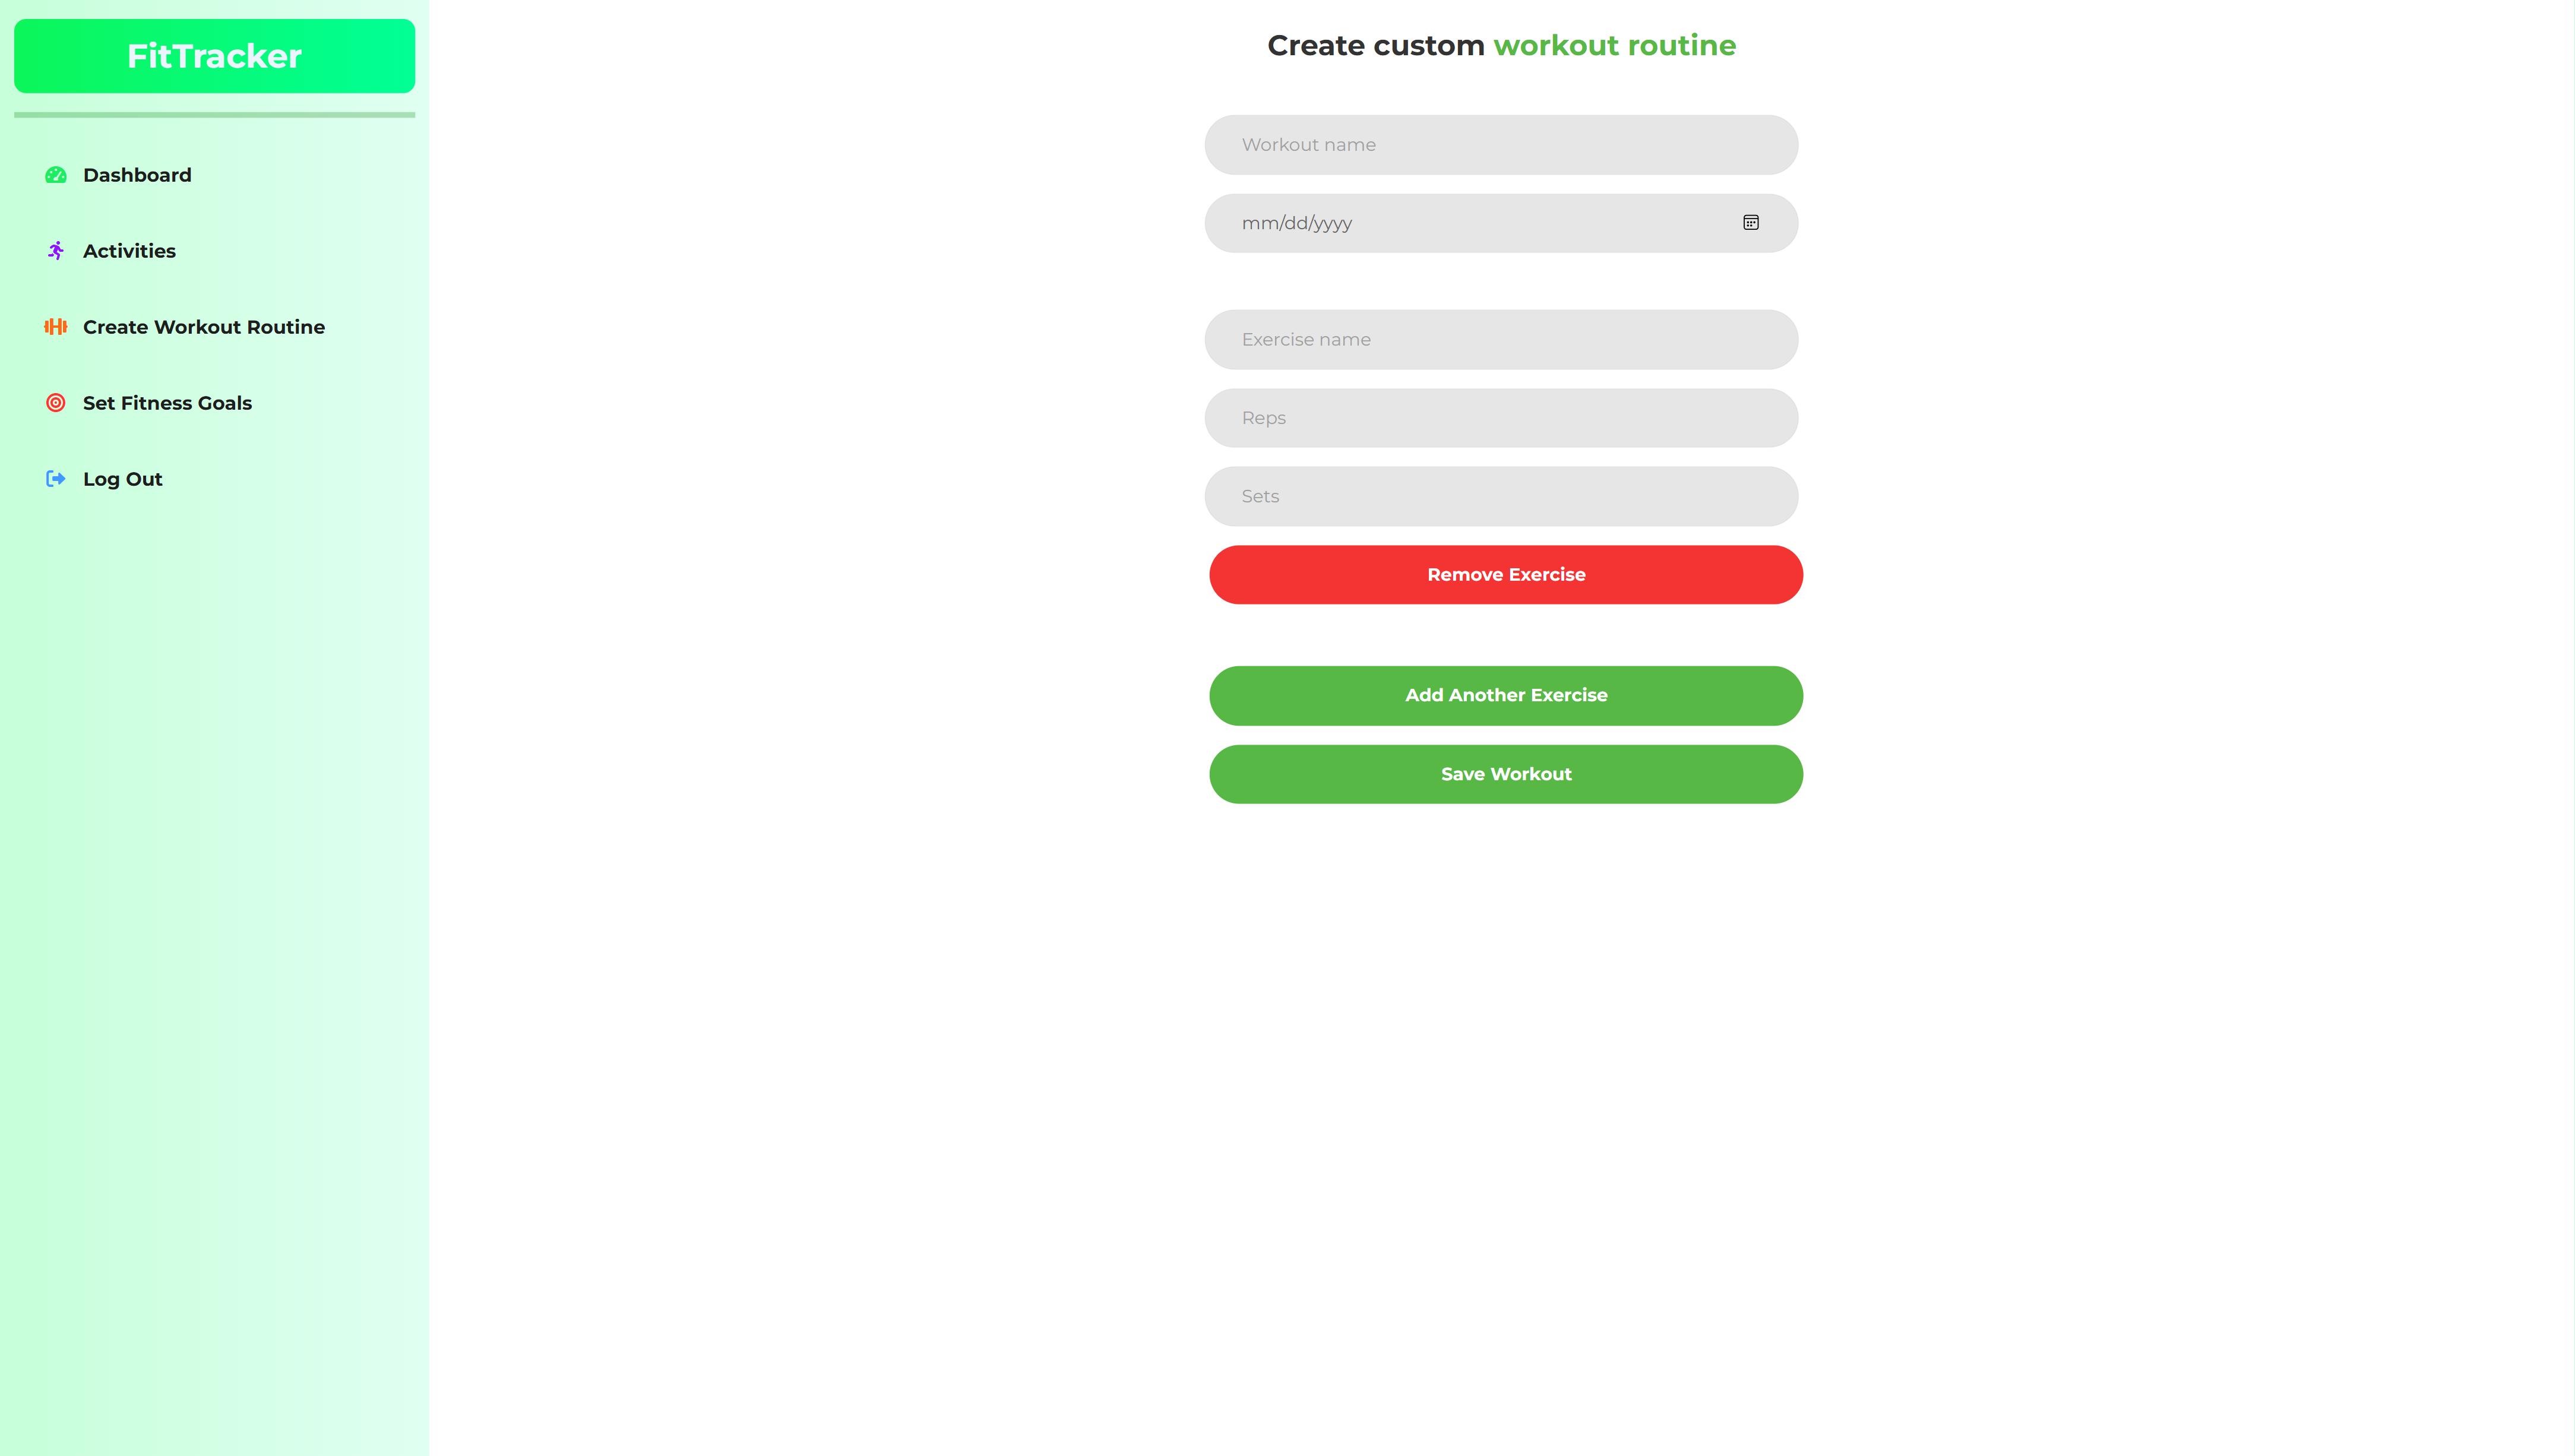 FitTracker
Dashboard
Activities
Create Workout Routine
Set Fitness Goals
Log Out
Create custom workout routine
Workout name
mm/dd/yyyy
Exercise name
Reps
Sets
Remove Exercise
Add Another Exercise
Save Workout